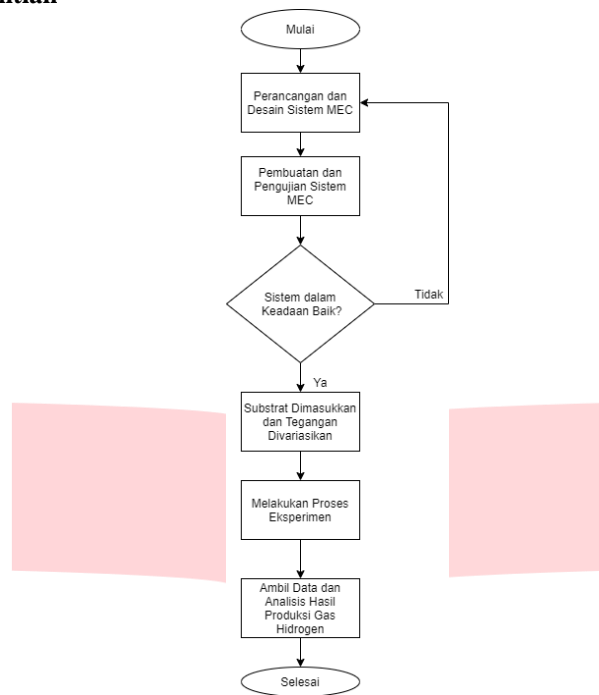 Mulai
Perancangan dan
Desain Sistem MEC
Pembuatan dan
Pengujian Sistem
MEC
Sistem dalam
Keadaan Baik?
Tidak
Ya
Substrat Dimasukkan
dan Tegangan
Divariasikan
Melakukan Proses
Eksperimen
Ambil Data dan
Analisis Hasil
Produksi Gas
Hidrogen
Selesai